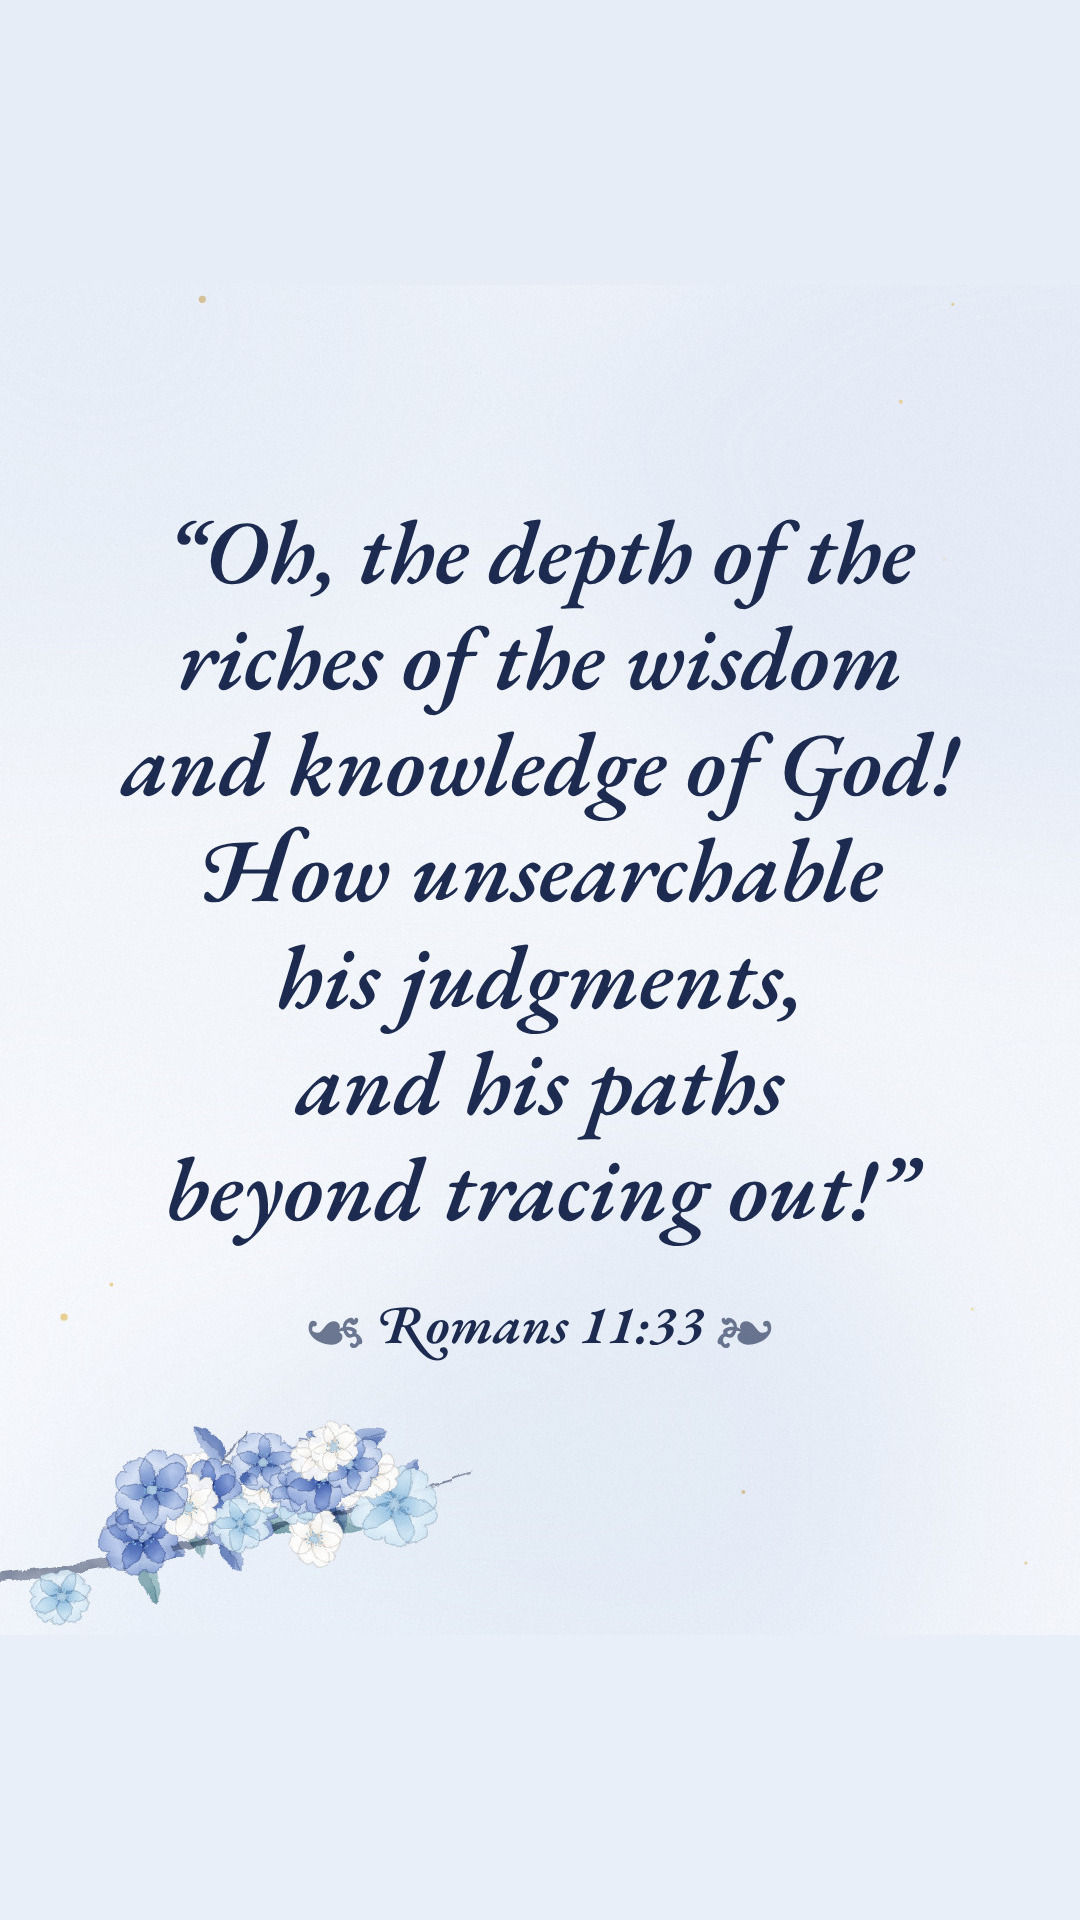 “Oh, the depth of the
riches of the wisdom
and knowledge of God!
How unsearchable
his judgments,
and his paths
beyond tracing out!”
Romans 11:33